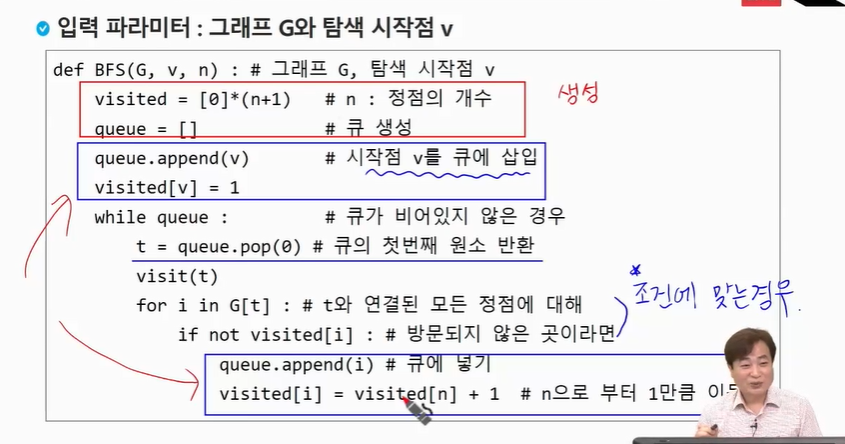 입력 파라미터 : 그래프 G와 탐색 시작점 v
def BFS(G, v, n) : # 그래프 G, 탐색 시작점 v
visited = [0]*(n+1) # n : 정점의 개수
생성
queue = [] # 큐 생성
queue.append(v) # 시작점 v를 큐에 삽입
visited[v] = 1
while queue : # 큐가 비어있지 않은 경우
t = queue.pop(0) # 큐의 첫번째 원소 반환
visit(t)
조건에 맞는경우.
for i in G[t] : # t와 연결된 모든 정점에 대해
if not visited[i] : # 방문되지 않은 곳이라면
queue.append(i) # 큐에 넣기
visited[i] = visited[n] + 1 # n으로 부터 1만큼